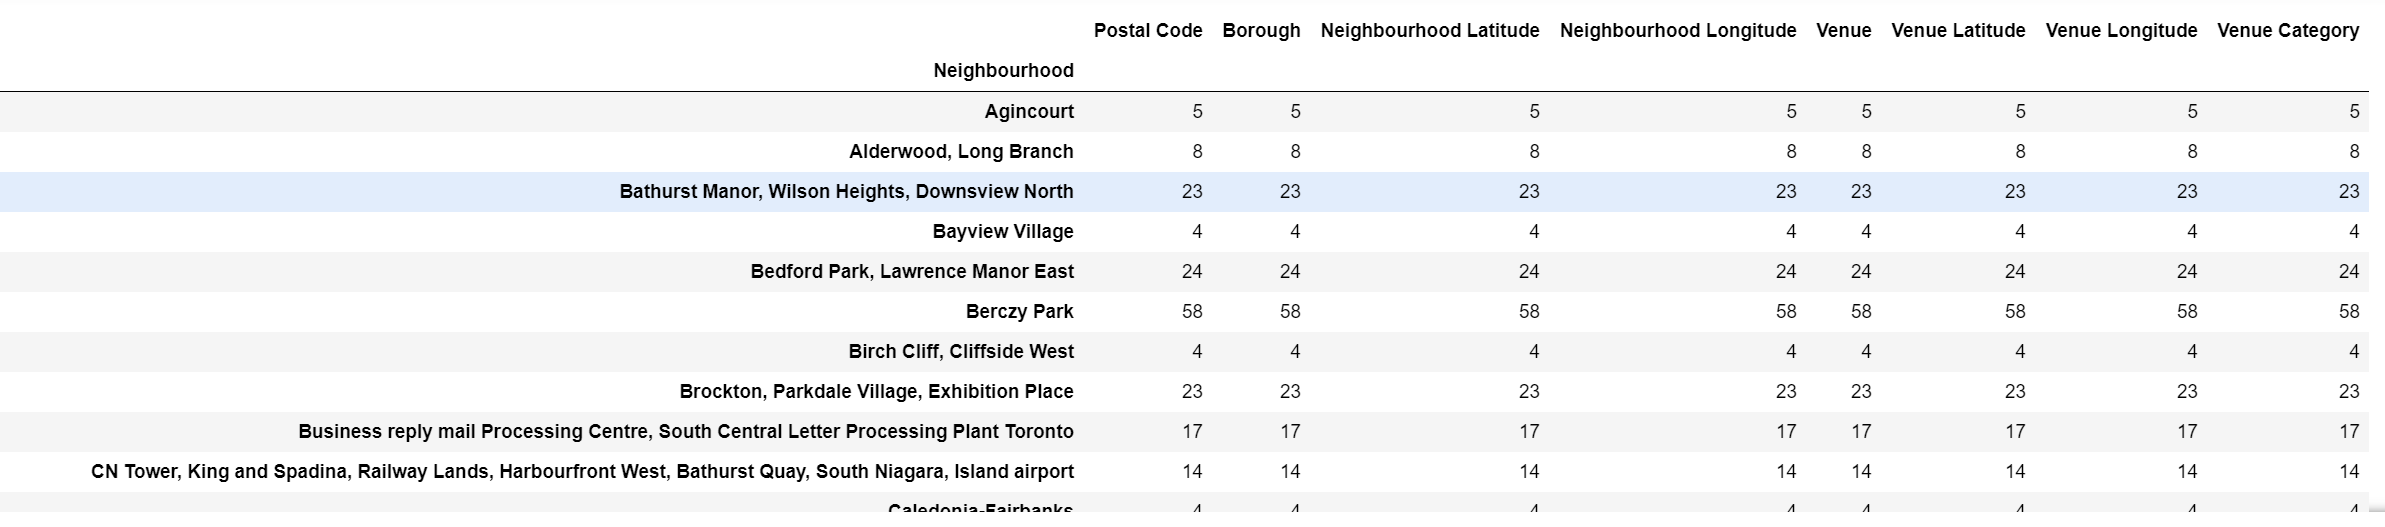 Postal Code Borough Neighbourhood Latitude Neighbourhood Longitude Venue Venue Latitude Venue Longitude Venue Category
Neighbourhood
Agincourt 5 5 5 5 5 5 5 5
Alderwood, Long Branch 8 8 8 8 8 8 8 8
Bathurst Manor, Wilson Heights, Downsview North 23 23 23 23 23 23 23 23
Bayview Village 4 4 4 4 4 4 4 4
Bedford Park, Lawrence Manor East 24 24 24 24 24 24 24 24
Berczy Park 58 58 58 58 58 58 58 58
Birch Cliff, Cliffside West 4 4 4 4 4 4 4 4
Brockton, Parkdale Village, Exhibition Place 23 23 23 23 23 23 23 23
Business reply mail Processing Centre, South Central Letter Processing Plant Toronto 17 17 17 17 17 17 17 17
CN Tower, King and Spadina, Railway Lands, Harbourfront West, Bathurst Quay, South Niagara, Island airport 14 14 14 14 14 14 14 14
Caledonia-Fairbanks 4 4 4 4 4 4 4 4